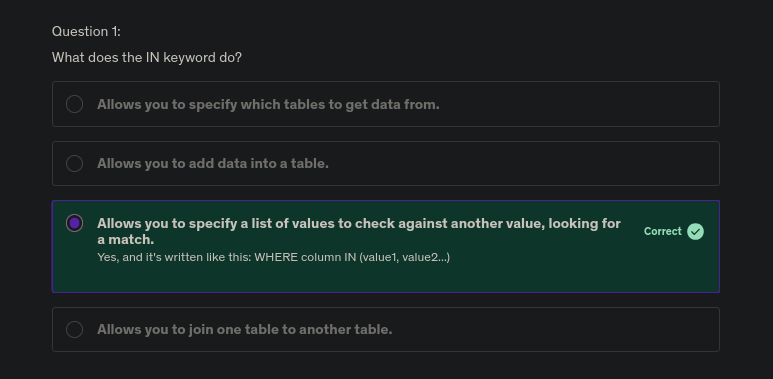 Question 1:
What does the IN keyword do?
Allows you to specify which tables to get data from.
Allows you to add data into a table.
Allows you to specify a list of values to check against another value, looking for
a match.
Correct
Yes, and it's written like this: WHERE column IN (value1, value2...)
Allows you to join one table to another table.